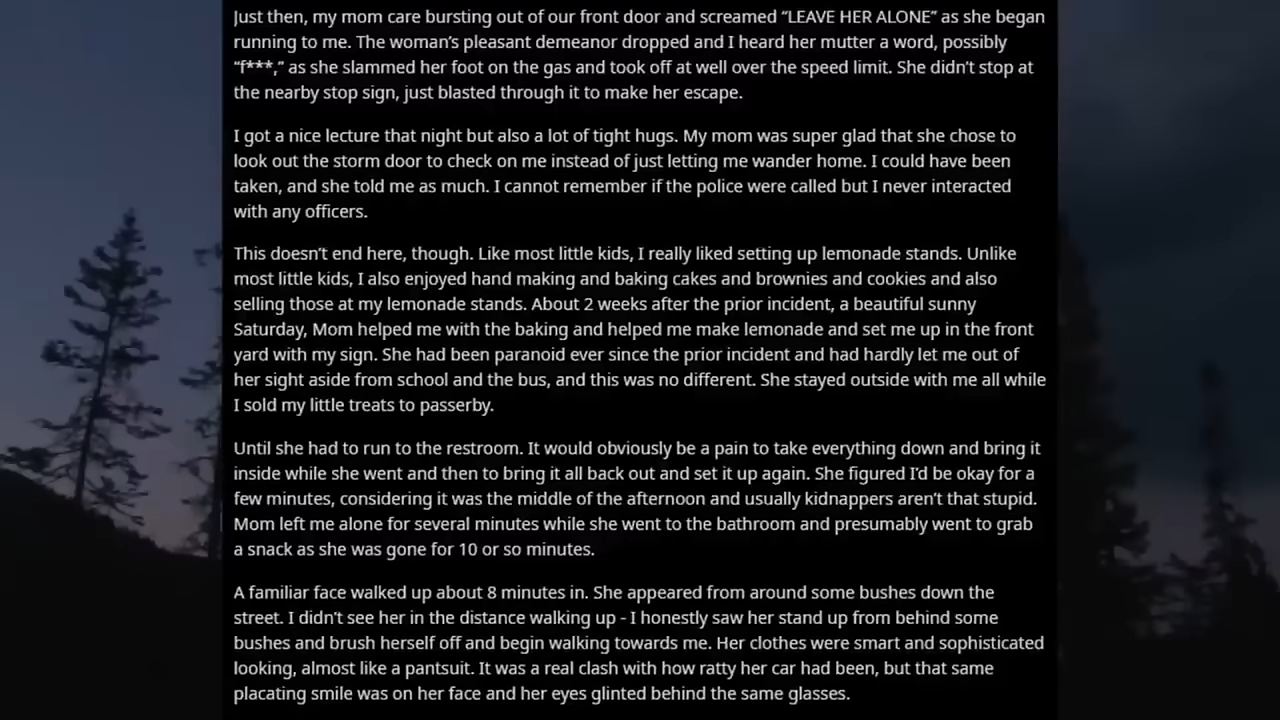 Just then, my mom care bursting out of our front door and screamed “LEAVE HER ALONE” as she began
running to me. The woman’s pleasant demeanor dropped and I heard her mutter a word, possibly
“f***,” as she slammed her foot on the gas and took off at well over the speed limit. She didn’t stop at
the nearby stop sign, just blasted through it to make her escape.
I got a nice lecture that night but also a lot of tight hugs. My mom was super glad that she chose to
look out the storm door to check on me instead of just letting me wander home. I could have been
taken, and she told me as much. I cannot remember if the police were called but I never interacted
with any officers.
This doesn’t end here, though. Like most little kids, I really liked setting up lemonade stands. Unlike
most little kids, I also enjoyed hand making and baking cakes and brownies and cookies and also
selling those at my lemonade stands. About 2 weeks after the prior incident, a beautiful sunny
Saturday, Mom helped me with the baking and helped me make lemonade and set me up in the front
yard with my sign. She had been paranoid ever since the prior incident and had hardly let me out of
her sight aside from school and the bus, and this was no different. She stayed outside with me all while
I sold my little treats to passerby.
Until she had to run to the restroom. It would obviously be a pain to take everything down and bring it
inside while she went and then to bring it all back out and set it up again. She figured I’d be okay for a
few minutes, considering it was the middle of the afternoon and usually kidnappers aren’t that stupid.
Mom left me alone for several minutes while she went to the bathroom and presumably went to grab
a snack as she was gone for 10 or so minutes.
A familiar face walked up about 8 minutes in. She appeared from around some bushes down the
street. I didn’t see her in the distance walking up - I honestly saw her stand up from behind some
bushes and brush herself off and begin walking towards me. Her clothes were smart and sophisticated
looking, almost like a pantsuit. It was a real clash with how ratty her car had been, but that same
placating smile was on her face and her eyes glinted behind the same glasses.